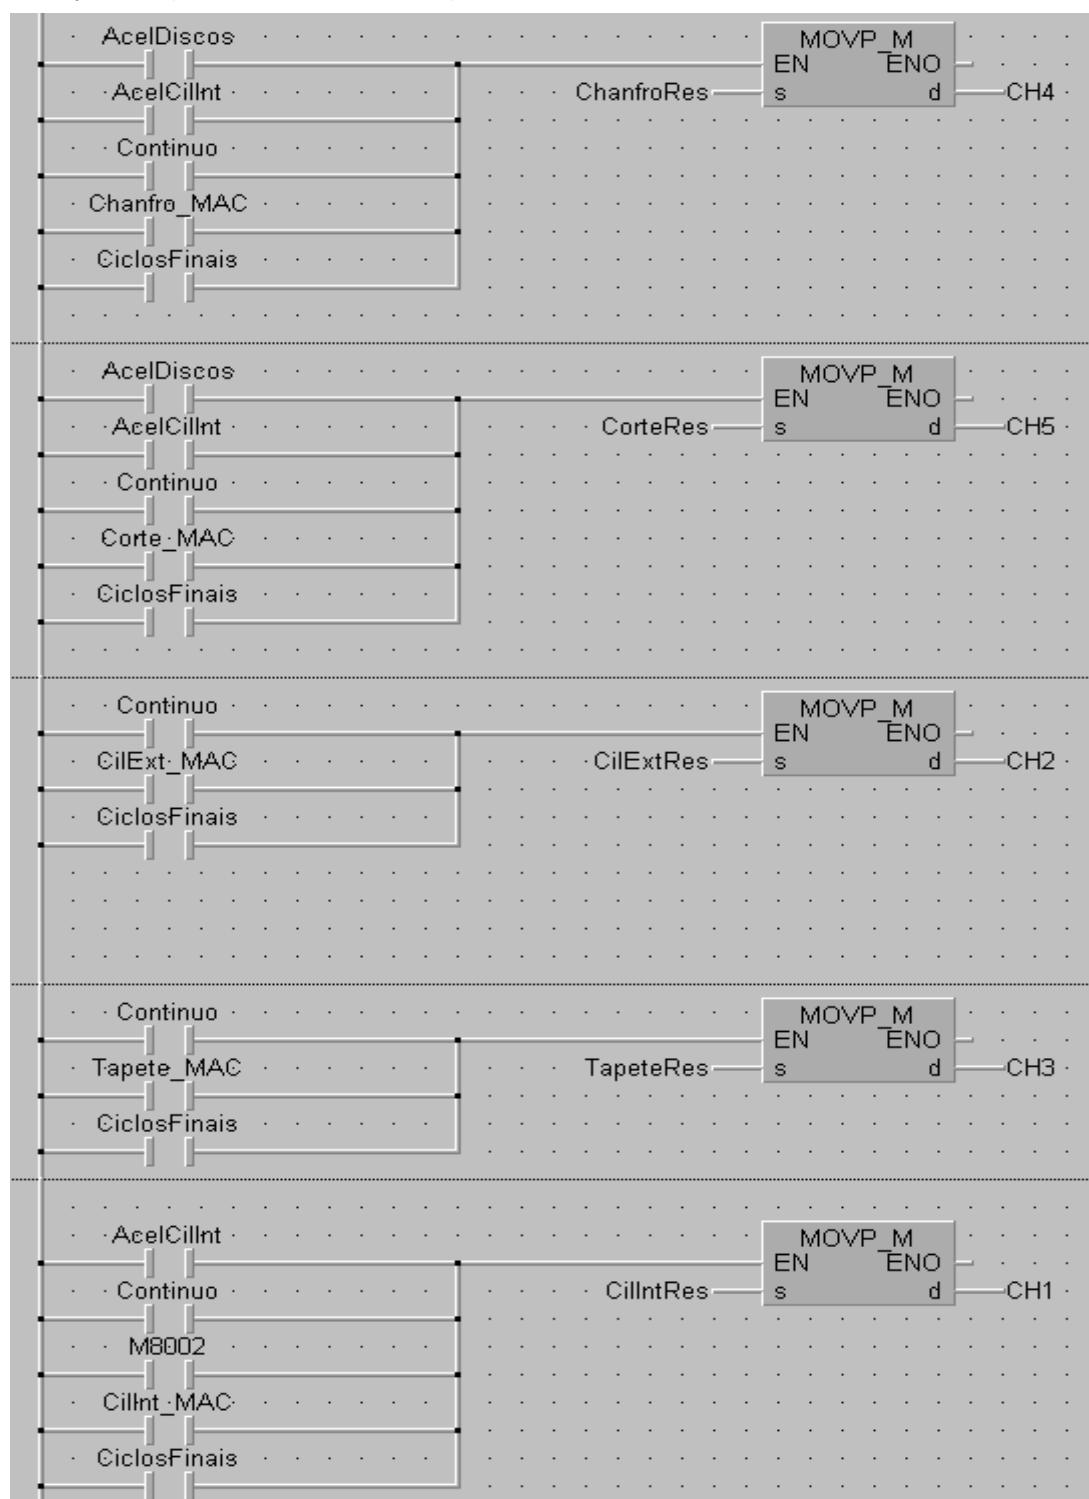 AcelDiscos MOVP_M
EN ENO
AcelCilInt ChanfroRes s d CH4
Continuo
Chanfro_MAC
CiclosFinais
AcelDiscos MOVP_M
EN ENO
AcelCilInt CorteRes s d CH5
Continuo
Corte_MAC
CiclosFinais
Continuo MOVP_M
EN ENO
CilExt_MAC CilExtRes s d CH2
CiclosFinais
Continuo MOVP_M
EN ENO
Tapete_MAC TapeteRes s d CH3
CiclosFinais
AcelCilInt MOVP_M
EN ENO
Continuo CilIntRes s d CH1
M8002
CilInt_MAC
CiclosFinais